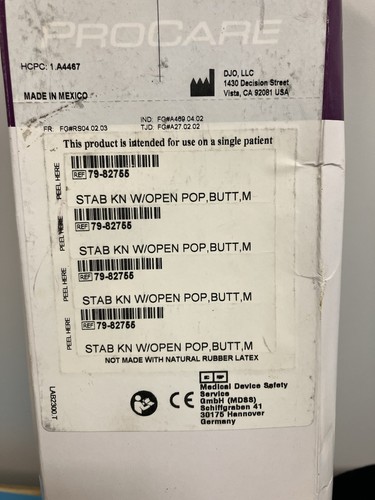 PROCARE
HCPC: 1.A4467
DJO, LLC
1430 Decision Street
Vista, CA 92081 USA
MADE IN MEXICO
IND: FG#A469.04.02
FR: FG#RS04.02.03 TJD: FG#A27.02.02
This product is intended for use on a single patient
PEEL HERE
REF 79-82755
STAB KN W/OPEN POP,BUTT,M
PEEL HERE
REF 79-82755
STAB KN W/OPEN POP,BUTT,M
PEEL HERE
REF 79-82755
STAB KN W/OPEN POP,BUTT,M
PEEL HERE
REF 79-82755
STAB KN W/OPEN POP,BUTT,M
NOT MADE WITH NATURAL RUBBER LATEX
LABZ300.T
EC REP
Medical Device Safety
Service
GmbH (MDSS)
Schiffgraben 41
30175 Hannover
Germany
CE